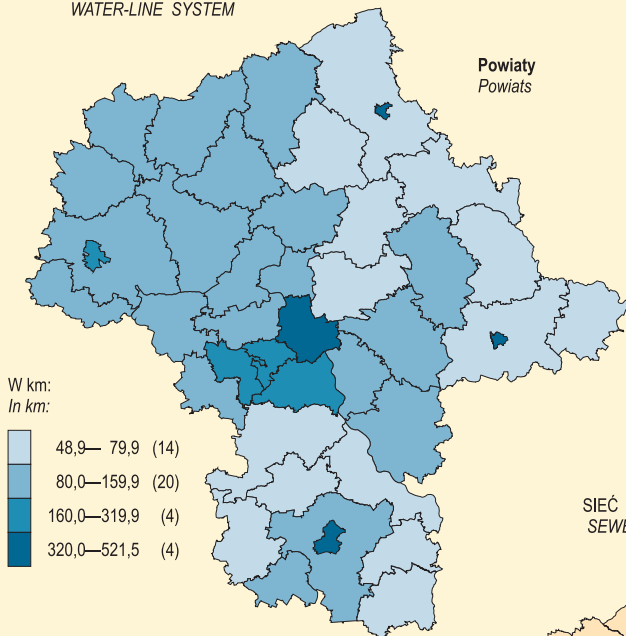 WATER-LINE SYSTEM
Powiaty
Powiats
W km:
In km:
48,9— 79,9 (14)
80,0—159,9 (20)
160,0—319,9 (4)
320,0—521,5 (4)
SIEĆ
SEWE